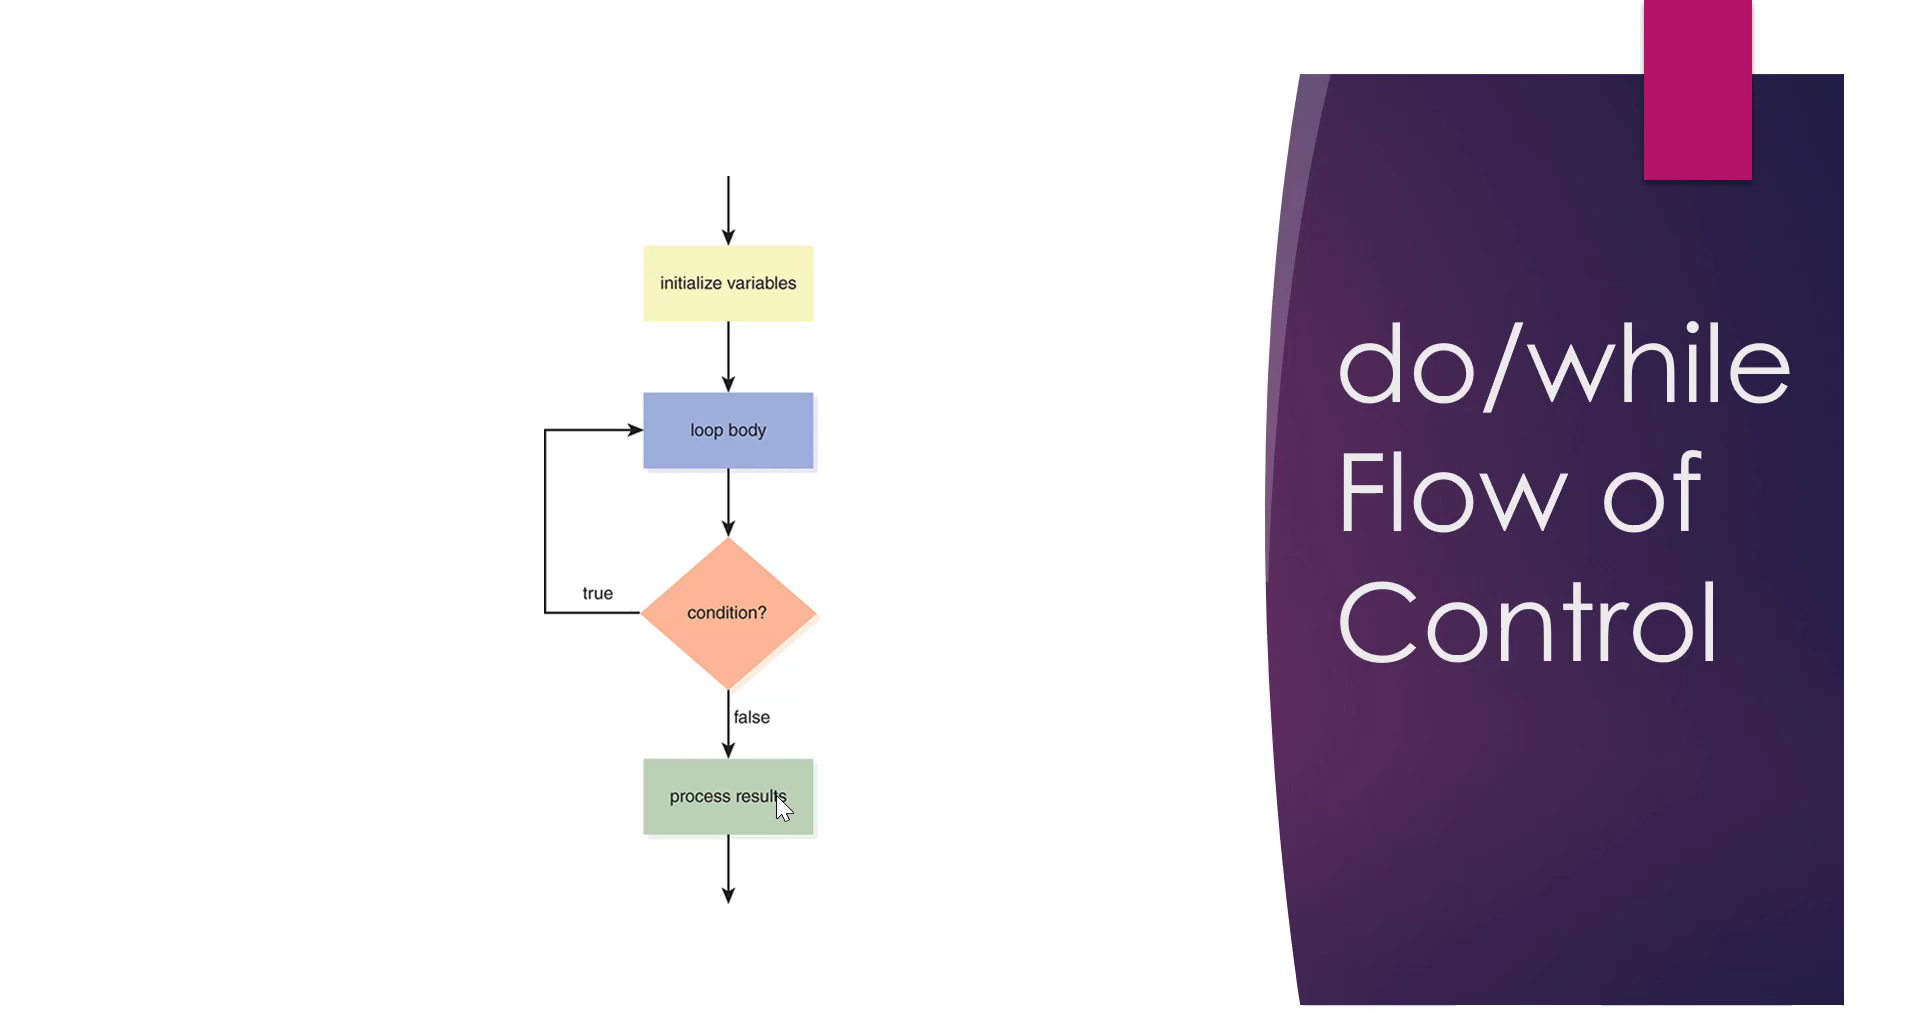 initialize variables
loop body
true
condition?
false
process results
do/while
Flow of
Control